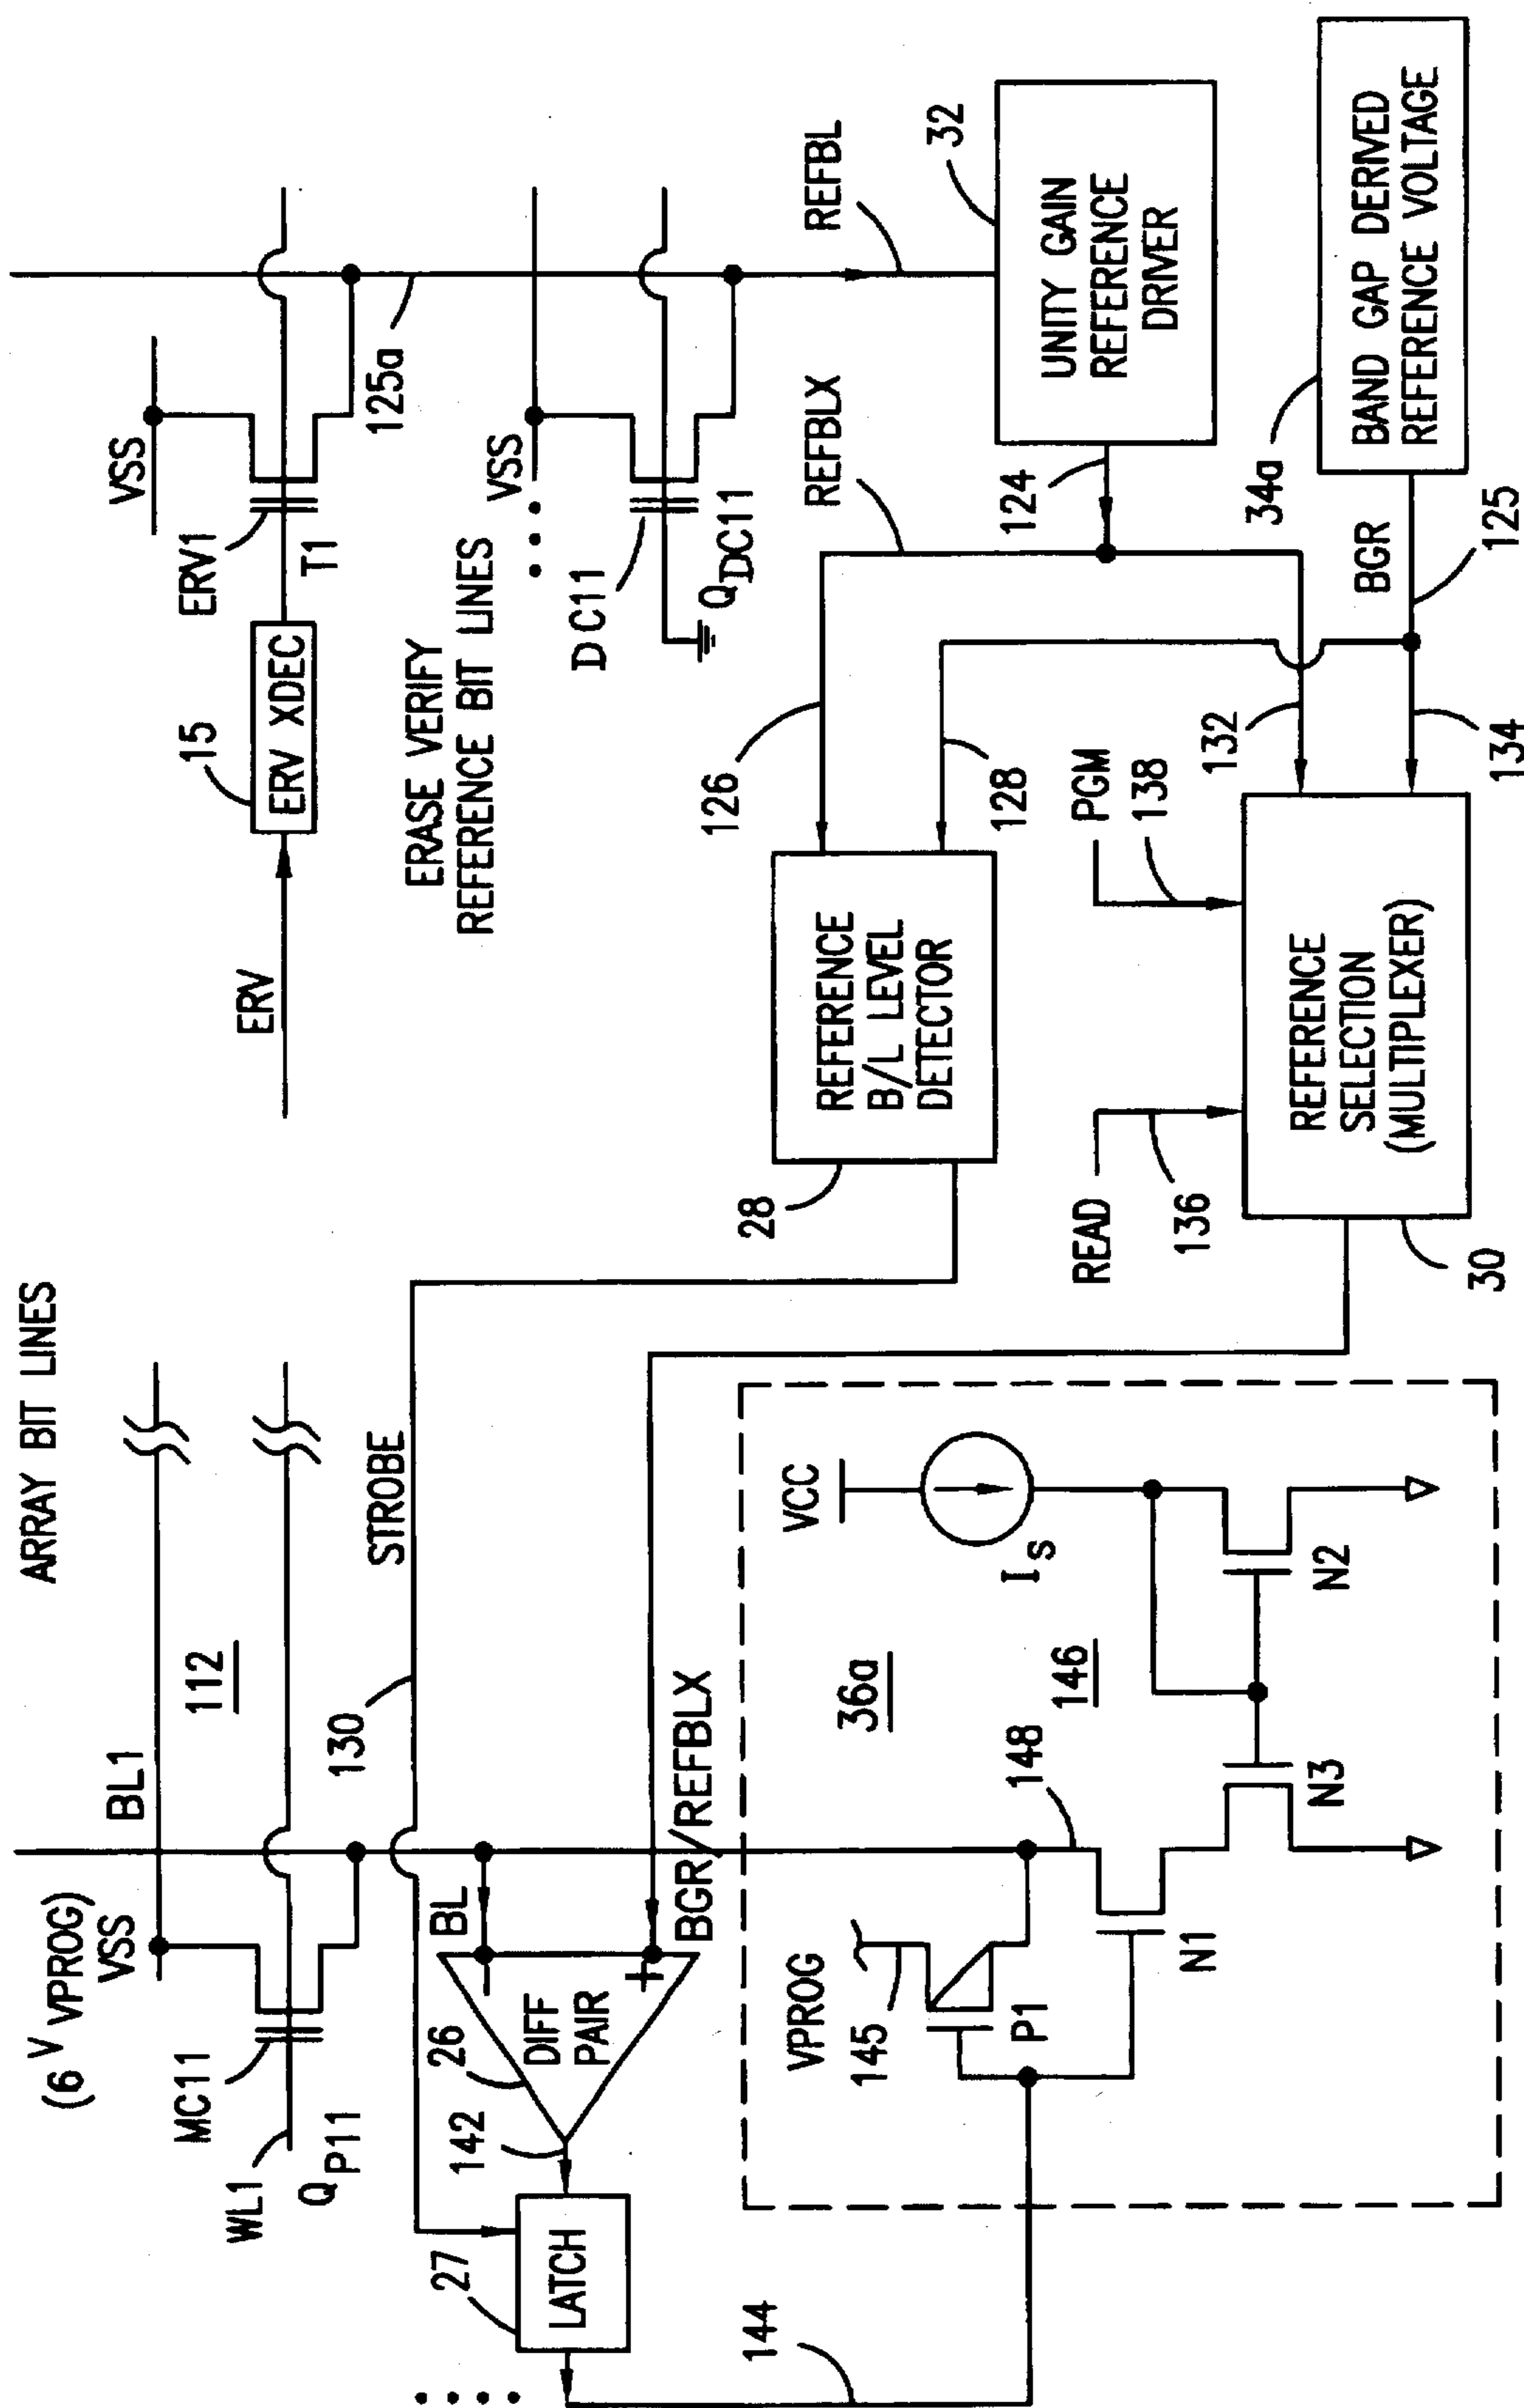 ARRAY BIT LINES
(6V VPROG)
VSS
BL1
112
MC11
WL1
QP11
130
STROBE
BL
26
DIFF
PAIR
142
BGR/REFBLX
27
LATCH
144
VPROG
145
P1
N1
148
36a
146
N3
N2
VCC
IS
ERV
15
ERV XDEC
ERV1
T1
VSS
125a
ERASE VERIFY
REFERENCE BIT LINES
VSS
DC11
QDC11
REFBL
REFBLX
32
UNITY GAIN
REFERENCE
DRIVER
124
126
128
28
REFERENCE
B/L LEVEL
DETECTOR
READ
136
PGM
138
132
134
30
REFERENCE
SELECTION
(MULTIPLEXER)
BGR
125
34a
BAND GAP DERIVED
REFERENCE VOLTAGE